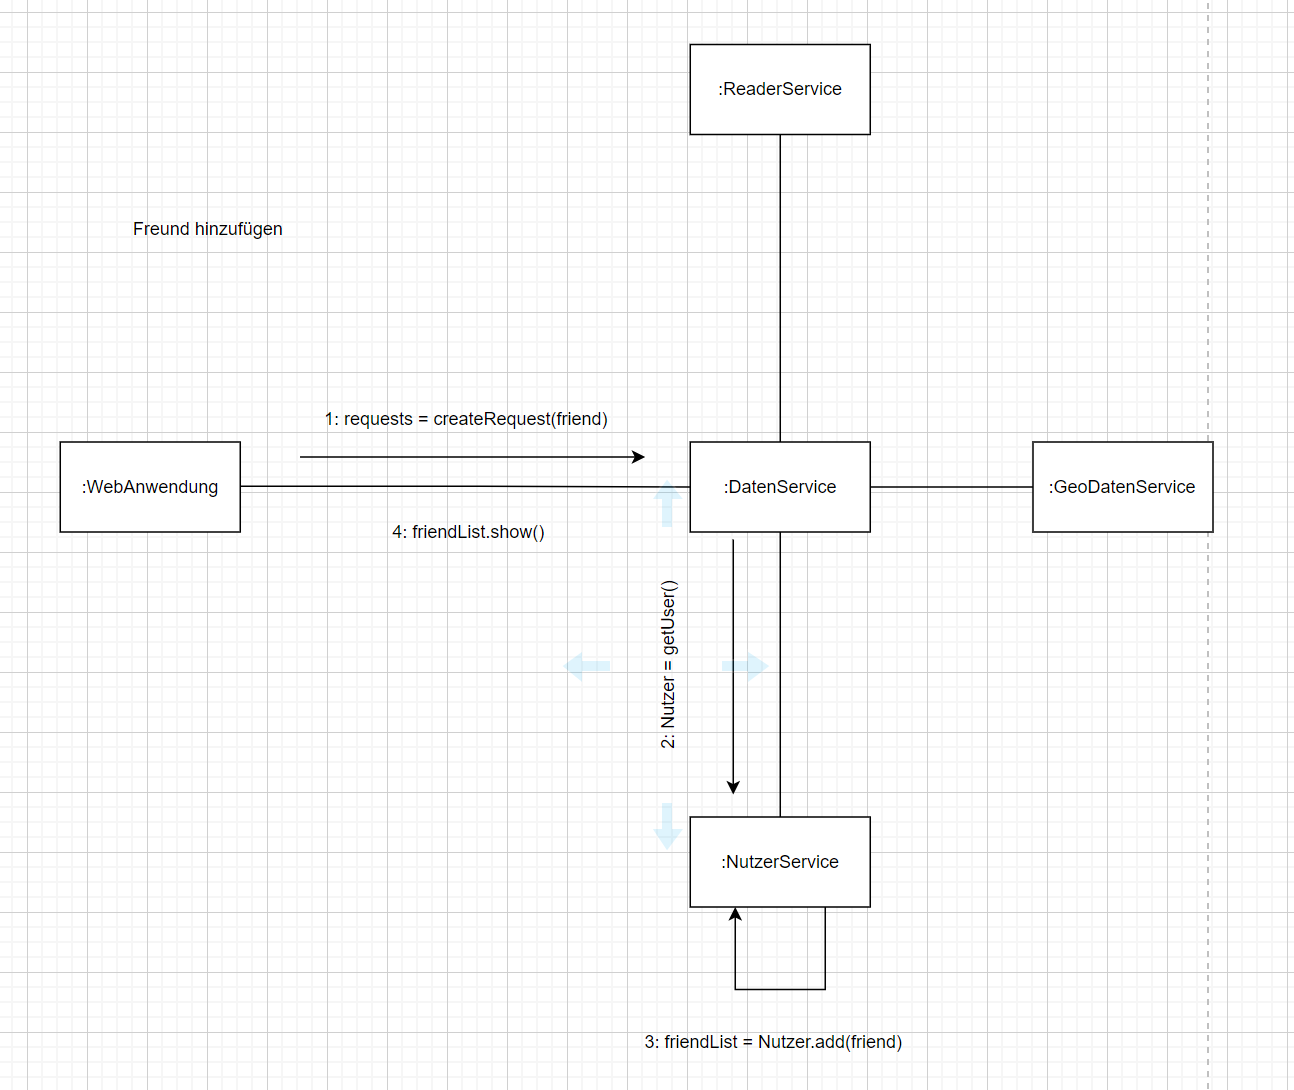 :ReaderService
Freund hinzufügen
1: requests = createRequest(friend)
:WebAnwendung
:DatenService
:GeoDatenService
4: friendList.show()
2: Nutzer = getUser()
:NutzerService
3: friendList = Nutzer.add(friend)